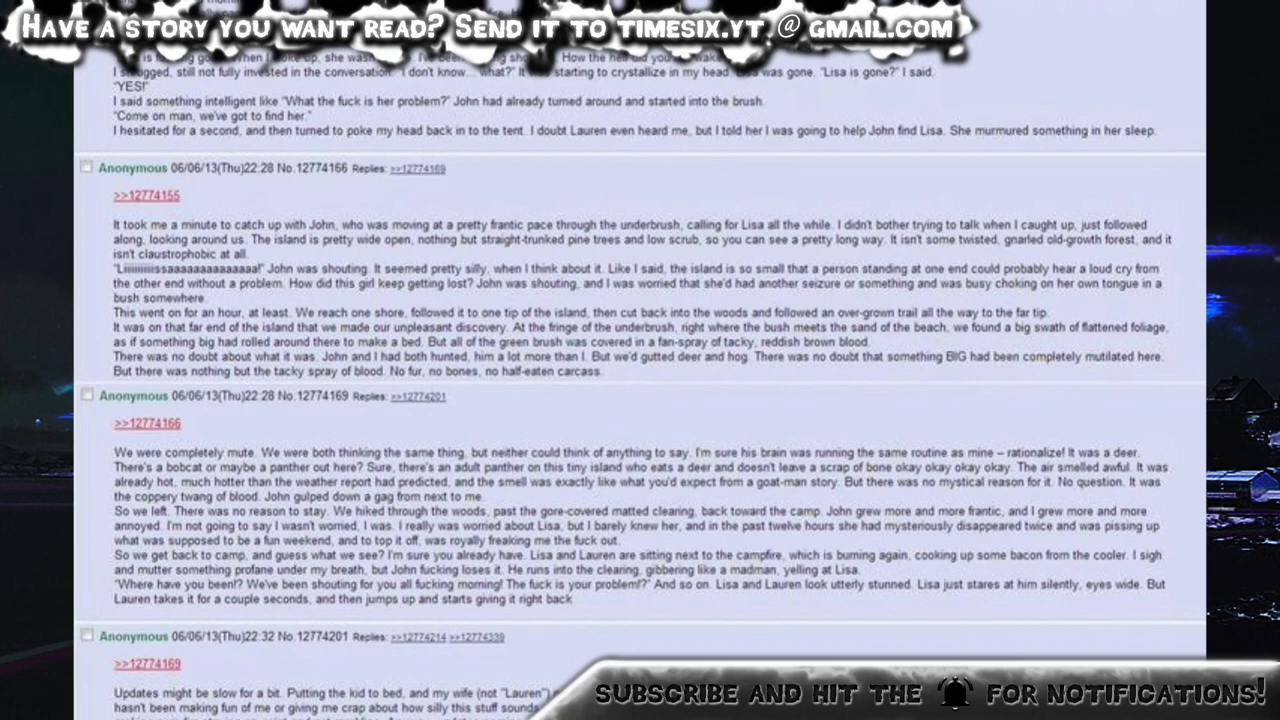 Have a story you want read? Send it to timesix.yt @ gmail.com
I shrugged, still not fully invested in the conversation. "I don't know... what?" It was starting to crystallize in my head. Lisa was gone. "Lisa is gone?" I said.
"YES!"
I said something intelligent like "What the fuck is her problem?" John had already turned around and started into the brush.
"Come on man, we've got to find her."
I hesitated for a second, and then turned to poke my head back in to the tent. I doubt Lauren even heard me, but I told her I was going to help John find Lisa. She murmured something in her sleep.
Anonymous 06/06/13(Thu)22:28 No.12774166 Replies: >>12774169
>>12774155
It took me a minute to catch up with John, who was moving at a pretty frantic pace through the underbrush, calling for Lisa all the while. I didn't bother trying to talk when I caught up, just followed
along, looking around us. The island is pretty wide open, nothing but straight-trunked pine trees and low scrub, so you can see a pretty long way. It isn't some twisted, gnarled old-growth forest, and it
isn't claustrophobic at all.
"Liiiiiiiiiissaaaaaaaaaaaaaa!" John was shouting. It seemed pretty silly, when I think about it. Like I said, the island is so small that a person standing at one end could probably hear a loud cry from
the other end without a problem. How did this girl keep getting lost? John was shouting, and I was worried that she'd had another seizure or something and was busy choking on her own tongue in a
bush somewhere.
This went on for an hour, at least. We reach one shore, followed it to one tip of the island, then cut back into the woods and followed an over-grown trail all the way to the far tip.
It was on that far end of the island that we made our unpleasant discovery. At the fringe of the underbrush, right where the bush meets the sand of the beach, we found a big swath of flattened foliage,
as if something big had rolled around there to make a bed. But all of the green brush was covered in a fan-spray of tacky, reddish brown blood.
There was no doubt about what it was. John and I had both hunted, him a lot more than I. But we'd gutted deer and hog. There was no doubt that something BIG had been completely mutilated here.
But there was nothing but the tacky spray of blood. No fur, no bones, no half-eaten carcass.
Anonymous 06/06/13(Thu)22:28 No.12774169 Replies: >>12774201
>>12774166
We were completely mute. We were both thinking the same thing, but neither could think of anything to say. I'm sure his brain was running the same routine as mine – rationalize! It was a deer.
There's a bobcat or maybe a panther out here? Sure, there's an adult panther on this tiny island who eats a deer and doesn't leave a scrap of bone okay okay okay okay. The air smelled awful. It was
already hot, much hotter than the weather report had predicted, and the smell was exactly like what you'd expect from a goat-man story. But there was no mystical reason for it. No question. It was
the coppery twang of blood. John gulped down a gag from next to me.
So we left. There was no reason to stay. We hiked through the woods, past the gore-covered matted clearing, back toward the camp. John grew more and more frantic, and I grew more and more
annoyed. I'm not going to say I wasn't worried, I was. I really was worried about Lisa, but I barely knew her, and in the past twelve hours she had mysteriously disappeared twice and was pissing up
what was supposed to be a fun weekend, and to top it off, was royally freaking me the fuck out.
So we get back to camp, and guess what we see? I'm sure you already have. Lisa and Lauren are sitting next to the campfire, which is burning again, cooking up some bacon from the cooler. I sigh
and mutter something profane under my breath, but John fucking loses it. He runs into the clearing, gibbering like a madman, yelling at Lisa.
"Where have you been!? We've been shouting for you all fucking morning! The fuck is your problem!?" And so on. Lisa and Lauren look utterly stunned. Lisa just stares at him silently, eyes wide. But
Lauren takes it for a couple seconds, and then jumps up and starts giving it right back
Anonymous 06/06/13(Thu)22:32 No.12774201 Replies: >>12774214 >>12774339
>>12774169
Updates might be slow for a bit. Putting the kid to bed, and my wife (not "Lauren")
hasn't been making fun of me or giving me crap about how silly this stuff sounds
subscribe and hit the for notifications!